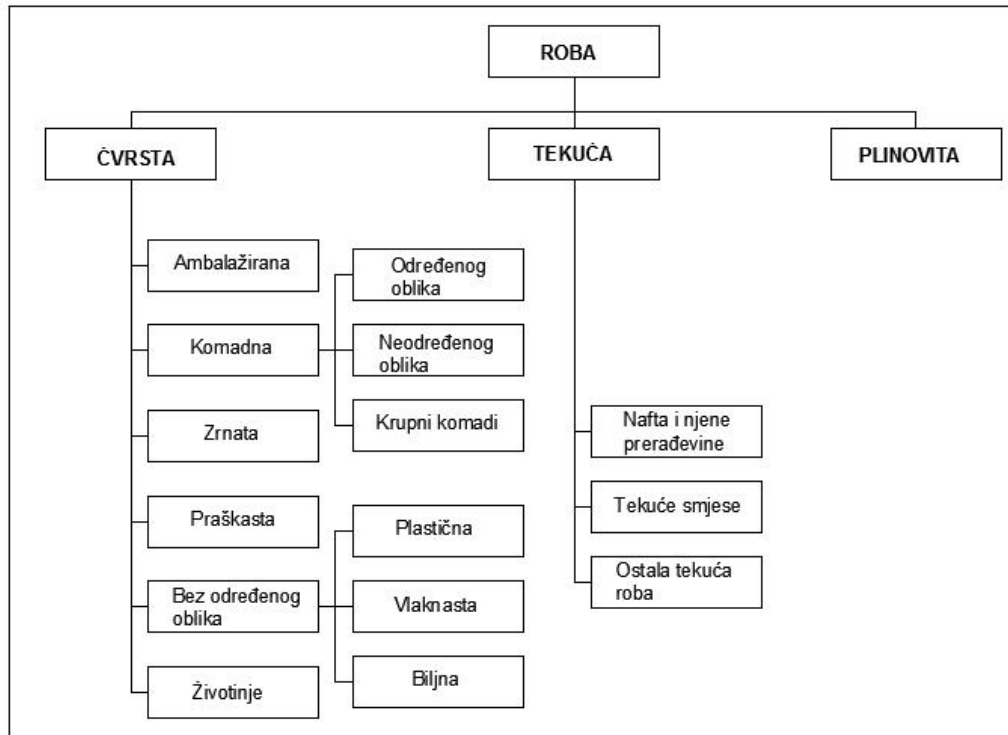 ROBA
ČVRSTA
TEKUĆA
PLINOVITA
Ambalažirana
Komadna
Zrnata
Praškasta
Bez određenog
oblika
Životinje
Određenog
oblika
Neodređenog
oblika
Krupni komadi
Plastična
Vlaknasta
Biljna
Nafta i njene
prerađevine
Tekuće smjese
Ostala tekuća
roba